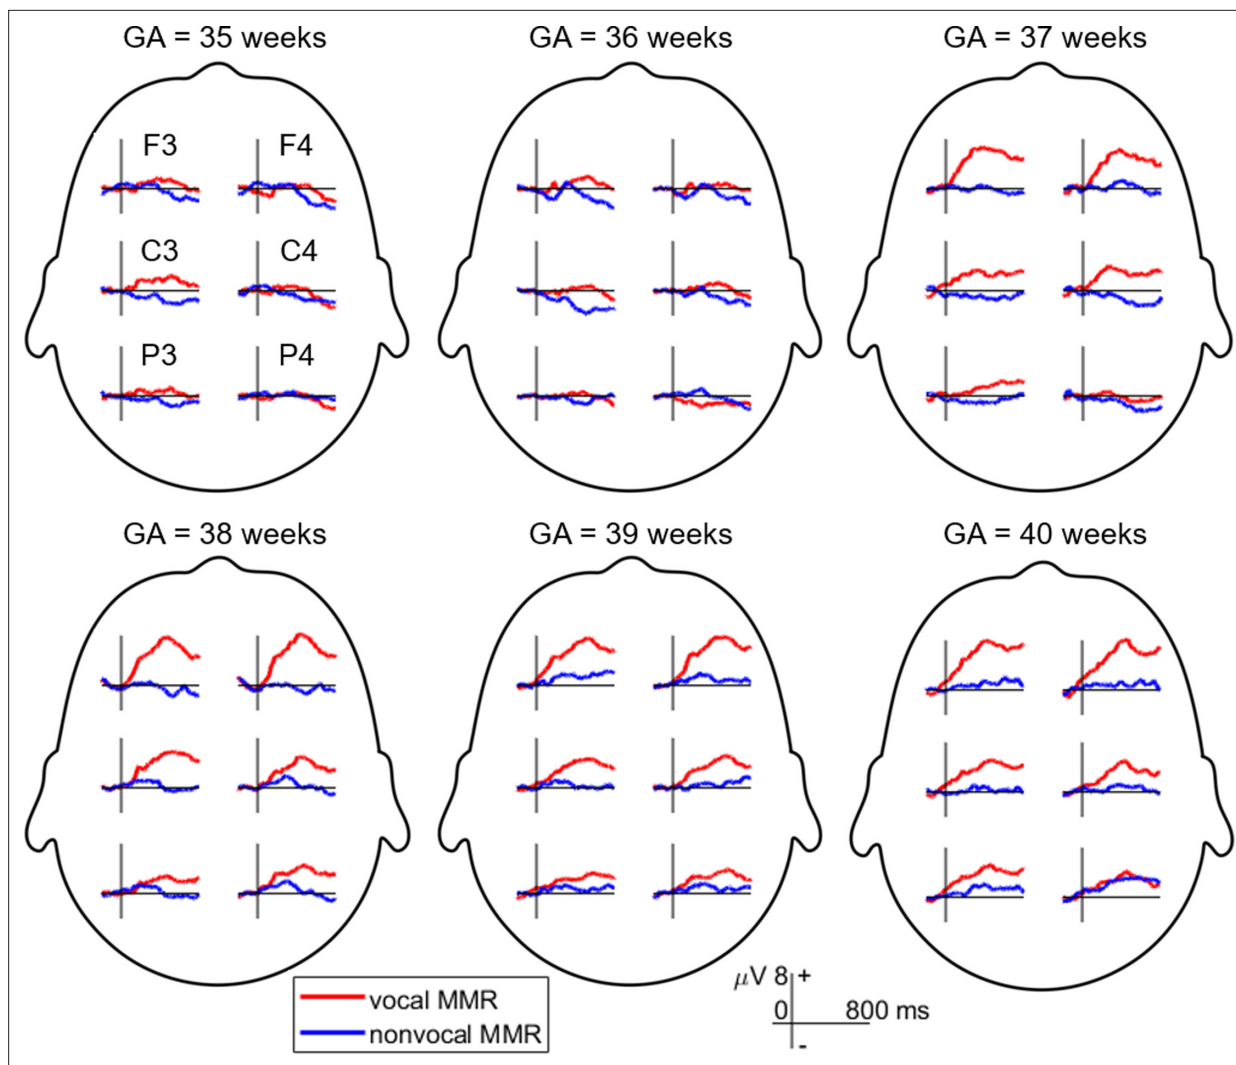 GA = 35 weeks
GA = 36 weeks
GA = 37 weeks
F3
F4
C3
C4
P3
P4
GA = 38 weeks
GA = 39 weeks
GA = 40 weeks
vocal MMR
nonvocal MMR
μV 8 +
0 800 ms
-